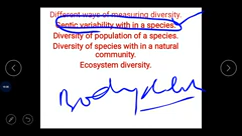 Different ways of measuring diversity.
Gentic variability with in a species.
Diversity of population of a species.
Diversity of species with in a natural
community.
Ecosystem diversity.